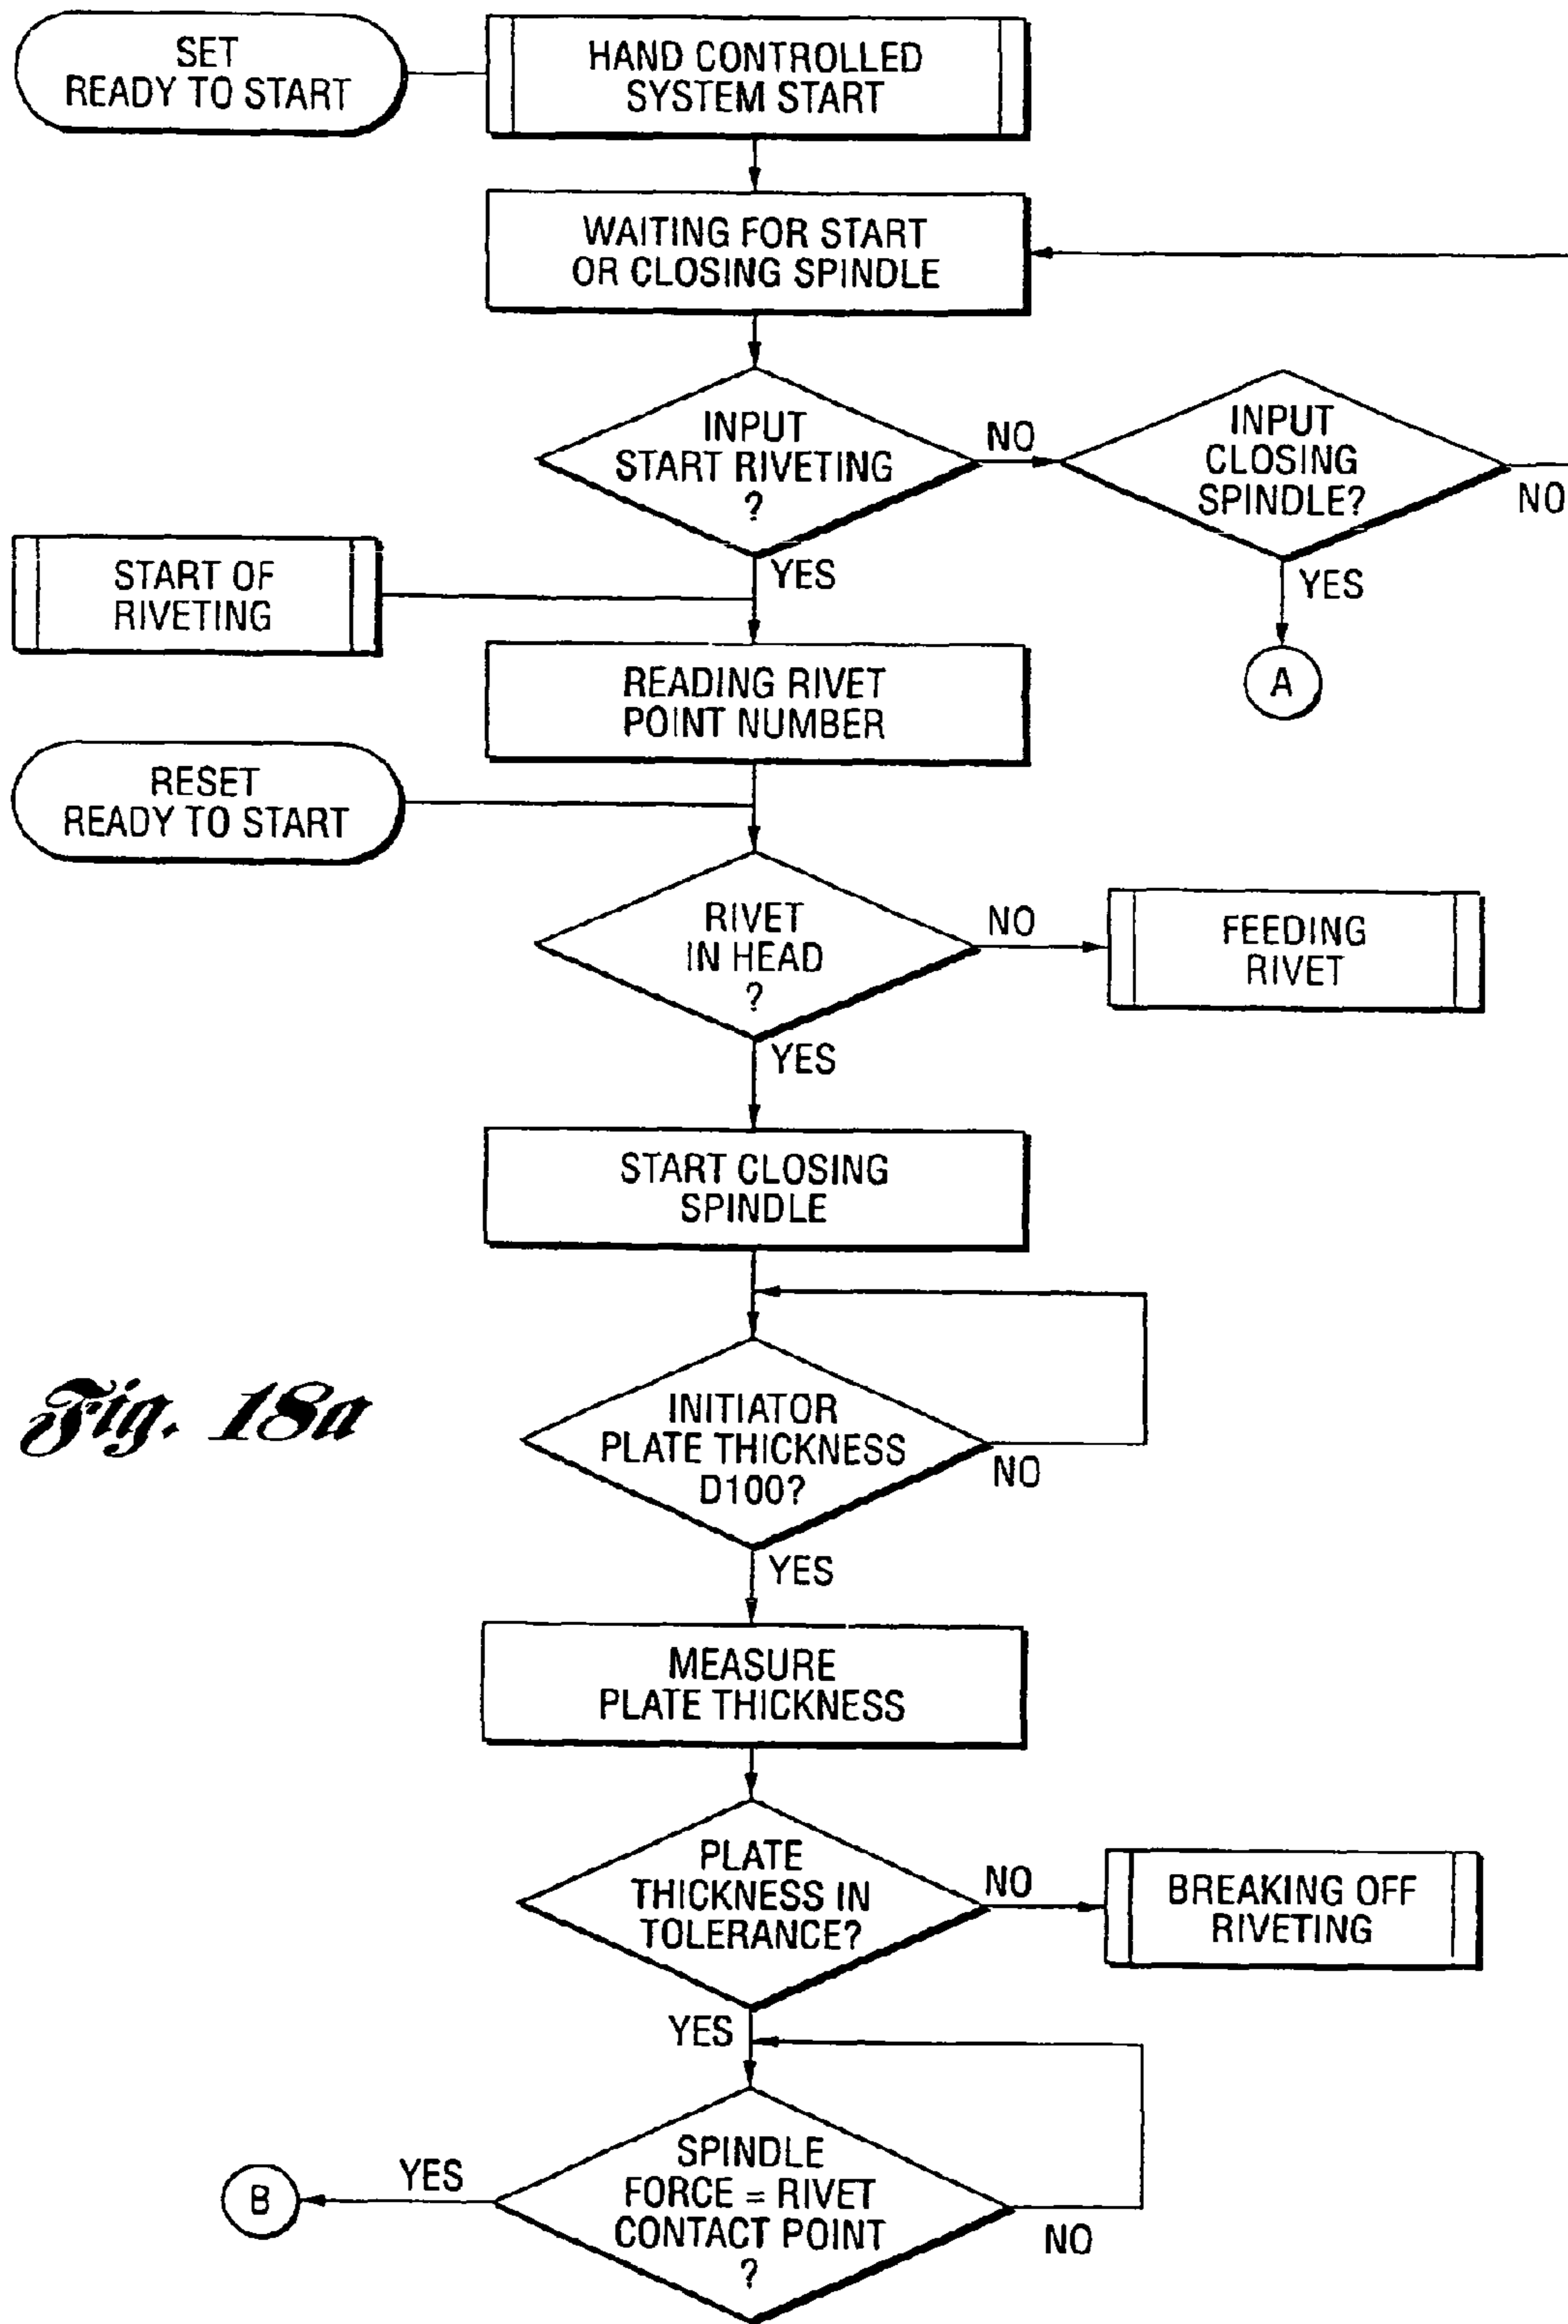 SET
READY TO START
HAND CONTROLLED
SYSTEM START
WAITING FOR START
OR CLOSING SPINDLE
INPUT
START RIVETING
?
NO
INPUT
CLOSING
SPINDLE?
NO
YES
YES
A
START OF
RIVETING
READING RIVET
POINT NUMBER
RESET
READY TO START
RIVET
IN HEAD
?
NO
FEEDING
RIVET
YES
START CLOSING
SPINDLE
Fig. 18a
INITIATOR
PLATE THICKNESS
D100?
NO
YES
MEASURE
PLATE THICKNESS
PLATE
THICKNESS IN
TOLERANCE?
NO
BREAKING OFF
RIVETING
YES
SPINDLE
FORCE = RIVET
CONTACT POINT
?
YES
B
NO